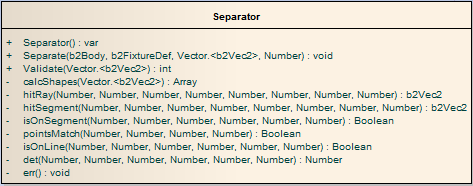 Separator
+ Separator() : var
+ Separate(b2Body, b2FixtureDef, Vector.<b2Vec2>, Number) : void
+ Validate(Vector.<b2Vec2>) : int
- calcShapes(Vector.<b2Vec2>) : Array
- hitRay(Number, Number, Number, Number, Number, Number, Number, Number) : b2Vec2
- hitSegment(Number, Number, Number, Number, Number, Number, Number, Number) : b2Vec2
- isOnSegment(Number, Number, Number, Number, Number, Number) : Boolean
- pointsMatch(Number, Number, Number, Number) : Boolean
- isOnLine(Number, Number, Number, Number, Number, Number) : Boolean
- det(Number, Number, Number, Number, Number, Number) : Number
- err() : void